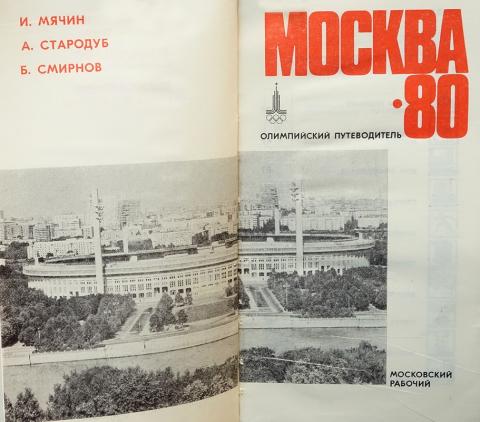 И. МЯЧИН
А. СТАРОДУБ
Б. СМИРНОВ
МОСКВА
·80
ОЛИМПИЙСКИЙ ПУТЕВОДИТЕЛЬ
МОСКОВСКИЙ
РАБОЧИЙ